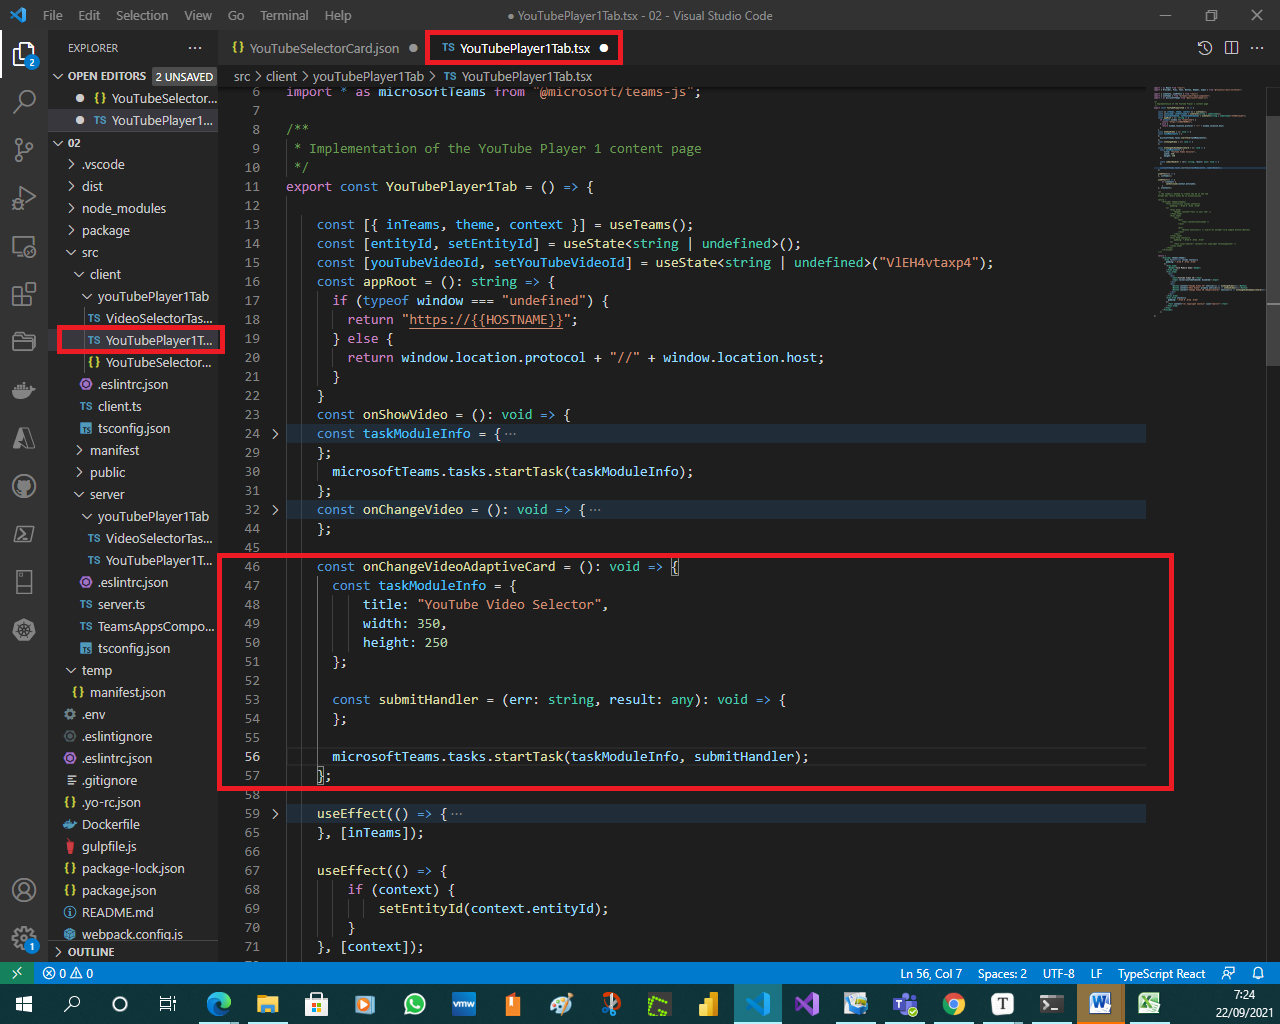 File Edit Selection View Go Terminal Help
● YouTubePlayer1Tab.tsx - 02 - Visual Studio Code
EXPLORER ···
{} YouTubeSelectorCard.json ●
TS YouTubePlayer1Tab.tsx ●
OPEN EDITORS 2 UNSAVED
src > client > youTubePlayer1Tab > TS YouTubePlayer1Tab.tsx
● {} YouTubeSelector...
● TS YouTubePlayer1...
02
.vscode
dist
node_modules
package
src
client
youTubePlayer1Tab
TS VideoSelectorTas...
TS YouTubePlayer1T...
{} YouTubeSelector...
.eslintrc.json
TS client.ts
tsconfig.json
manifest
public
server
youTubePlayer1Tab
TS VideoSelectorTas...
TS YouTubePlayer1T...
.eslintrc.json
TS server.ts
TS TeamsAppsCompo...
tsconfig.json
temp
{} manifest.json
.env
.eslintignore
.eslintrc.json
.gitignore
{} .yo-rc.json
Dockerfile
gulpfile.js
{} package-lock.json
{} package.json
README.md
webpack.config.js
OUTLINE
6 import * as microsoftTeams from "@microsoft/teams-js";
7
8 /**
9  * Implementation of the YouTube Player 1 content page
10  */
11 export const YouTubePlayer1Tab = () => {
12
13 const [{ inTeams, theme, context }] = useTeams();
14 const [entityId, setEntityId] = useState<string | undefined>();
15 const [youTubeVideoId, setYouTubeVideoId] = useState<string | undefined>("VlEH4vtaxp4");
16 const appRoot = (): string => {
17 if (typeof window === "undefined") {
18 return "https://{{HOSTNAME}}";
19 } else {
20 return window.location.protocol + "//" + window.location.host;
21 }
22 }
23 const onShowVideo = (): void => {
24 const taskModuleInfo = {···
29 };
30 microsoftTeams.tasks.startTask(taskModuleInfo);
31 };
32 const onChangeVideo = (): void => {···
44 };
45
46 const onChangeVideoAdaptiveCard = (): void => {
47 const taskModuleInfo = {
48 title: "YouTube Video Selector",
49 width: 350,
50 height: 250
51 };
52
53 const submitHandler = (err: string, result: any): void => {
54 };
55
56 microsoftTeams.tasks.startTask(taskModuleInfo, submitHandler);
57 };
58
59 useEffect(() => {···
65 }, [inTeams]);
66
67 useEffect(() => {
68 if (context) {
69 setEntityId(context.entityId);
70 }
71 }, [context]);
2
1
0 0
Ln 56, Col 7 Spaces: 2 UTF-8 LF TypeScript React
vmw
T
7:24
22/09/2021